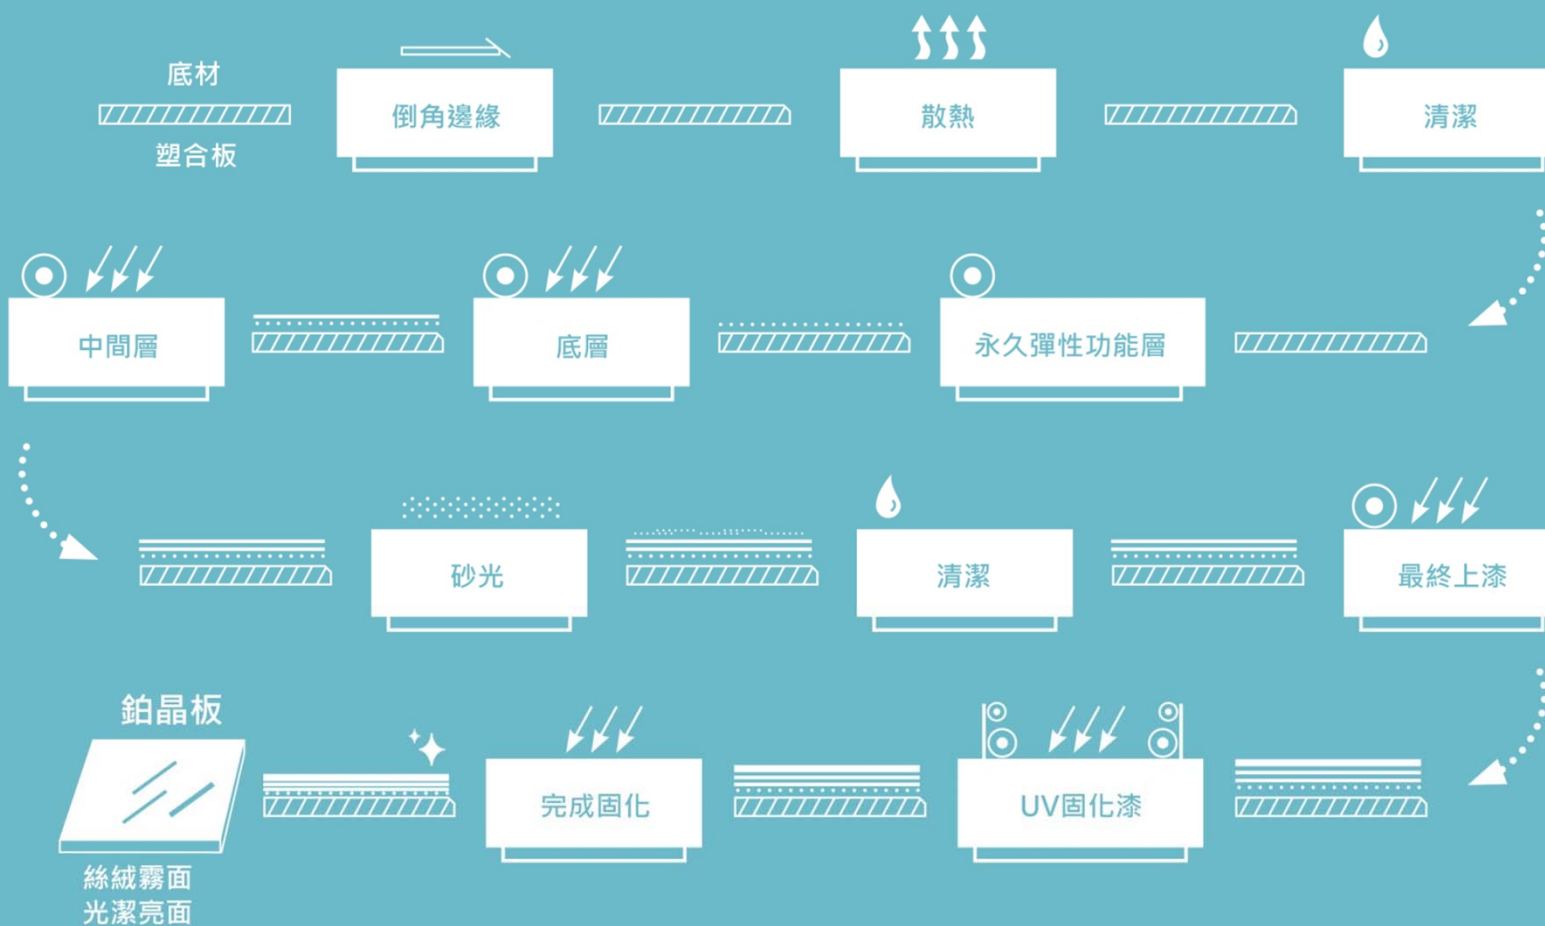 底材
塑合板
倒角邊緣
散熱
清潔
永久彈性功能層
底層
中間層
砂光
清潔
最終上漆
UV固化漆
完成固化
鉑晶板
絲絨霧面
光潔亮面